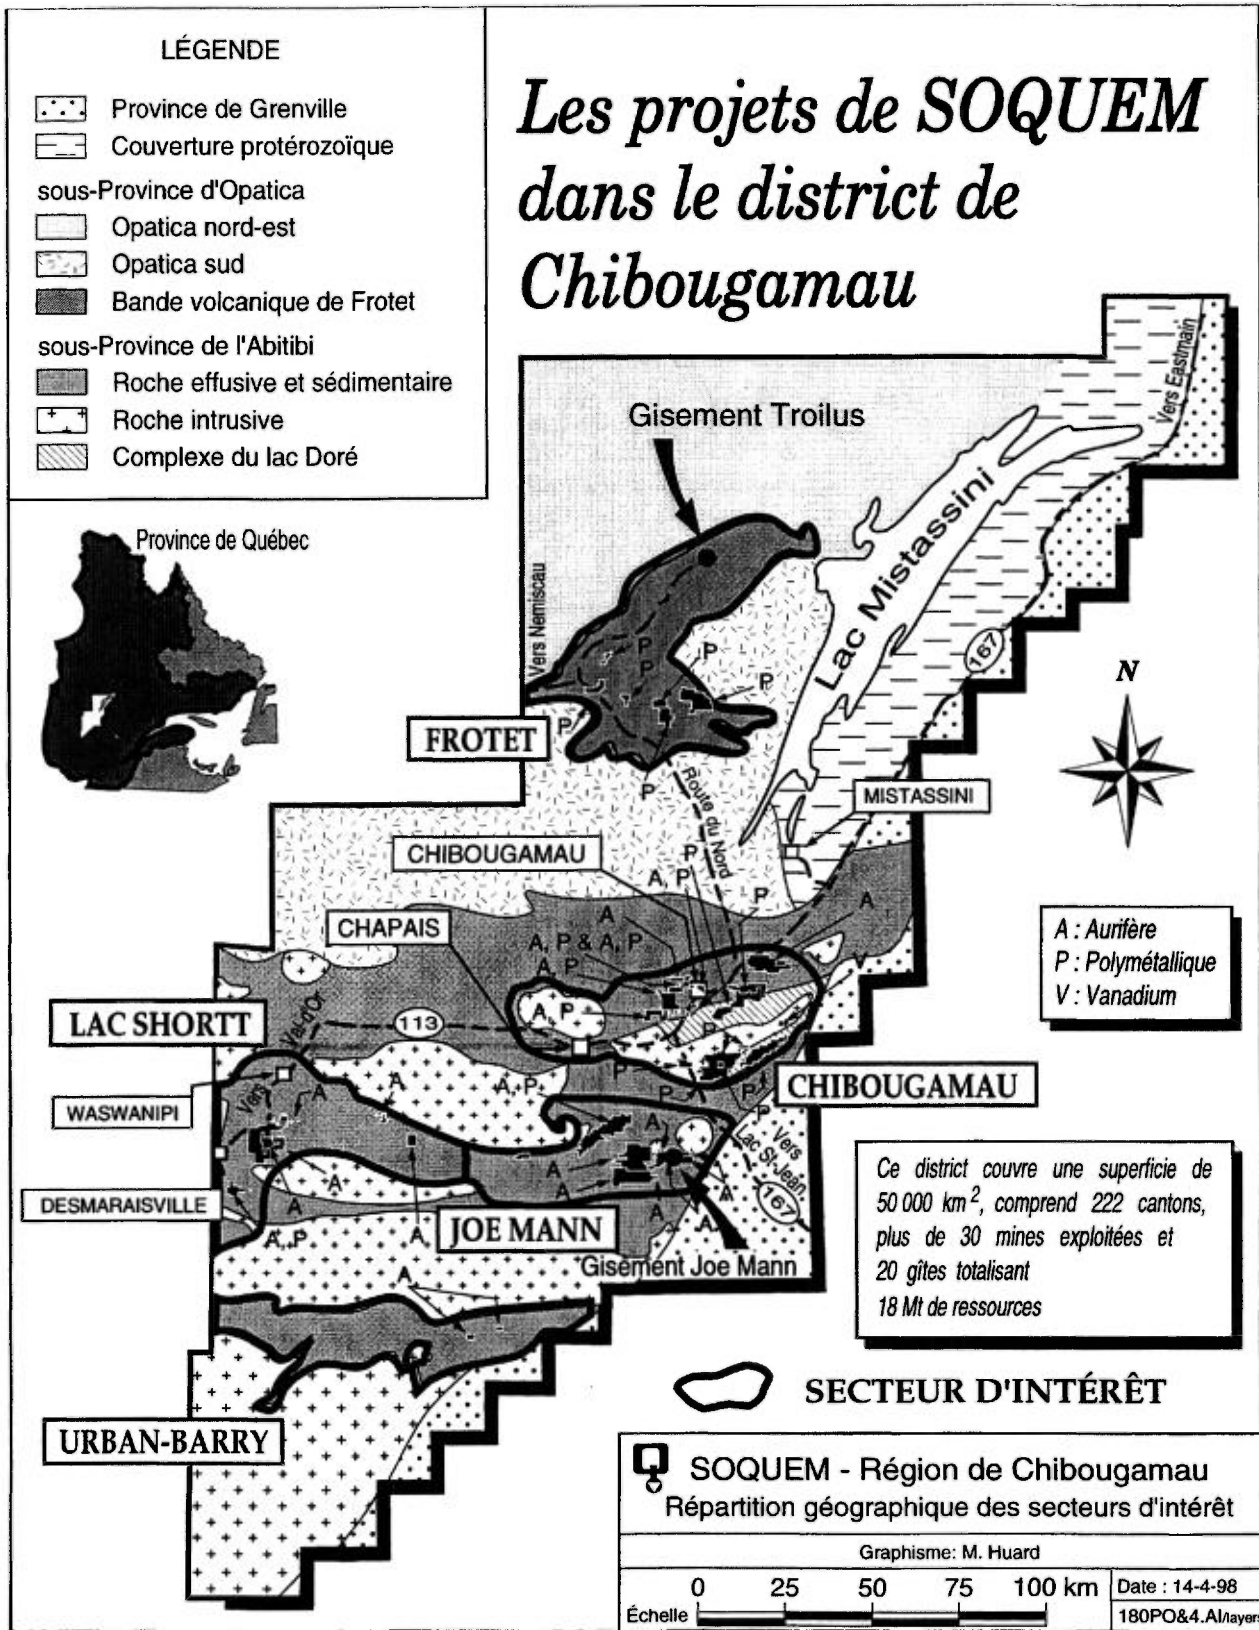 LÉGENDE
Province de Grenville
Couverture protérozoïque
sous-Province d'Opatica
Opatica nord-est
Opatica sud
Bande volcanique de Frotet
sous-Province de l'Abitibi
Roche effusive et sédimentaire
Roche intrusive
Complexe du lac Doré
Les projets de SOQUEM
dans le district de
Chibougamau
Province de Québec
Vers Eastmain
Gisement Troilus
Lac Mistassini
Vers Nemiscau
167
P
P
P
P
P
P
P
N
FROTET
Route du Nord
MISTASSINI
CHIBOUGAMAU
P
A, P
P
A
A
CHAPAIS
A, P & A, P
A, P
V
A : Aurifère
P : Polymétallique
V : Vanadium
LAC SHORTT
Val-d'Or
113
A, P
P
Vers
WASWANIPI
A
A
A, P
P
P
P
P
CHIBOUGAMAU
A
Vers
Lac St-Jean
167
DESMARAISVILLE
A
A
A, P
A
A
A
A
A
A
JOE MANN
Gisement Joe Mann
A
Ce district couvre une superficie de
50 000 km², comprend 222 cantons,
plus de 30 mines exploitées et
20 gîtes totalisant
18 Mt de ressources
SECTEUR D'INTÉRÊT
URBAN-BARRY
SOQUEM - Région de Chibougamau
Répartition géographique des secteurs d'intérêt
Graphisme: M. Huard
0 25 50 75 100 km
Échelle
Date : 14-4-98
180PO&4.AI/layers